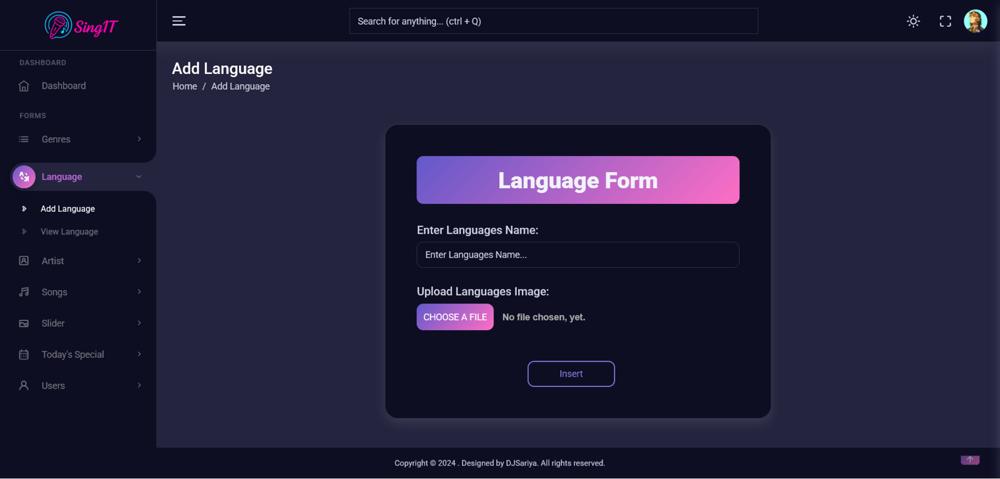 SingIT
Search for anything... (ctrl + Q)
DASHBOARD
Dashboard
FORMS
Genres
Language
Add Language
View Language
Artist
Songs
Slider
Today's Special
Users
Add Language
Home / Add Language
Language Form
Enter Languages Name:
Enter Languages Name...
Upload Languages Image:
CHOOSE A FILE No file chosen, yet.
Insert
Copyright © 2024 . Designed by DJSariya. All rights reserved.